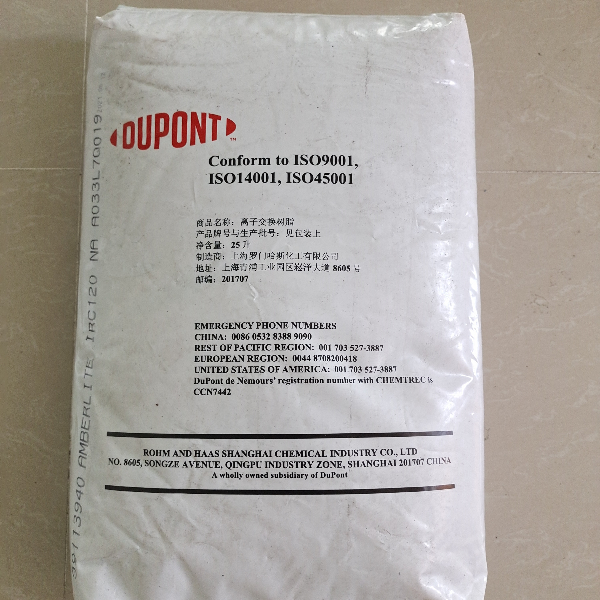 DUPONT
Conform to ISO9001,
ISO14001, ISO45001
商品名称：离子交换树脂
产品牌号与生产批号：见包装上
净含量：25 升
制造商：上海罗门哈斯化工有限公司
地址：上海青浦工业园区崧泽大道 8605 号
邮编：201707
EMERGENCY PHONE NUMBERS
CHINA: 0086 0532 8388 9090
REST OF PACIFIC REGION: 001 703 527-3887
EUROPEAN REGION: 0044 8708200418
UNITED STATES OF AMERICA: 001 703 527-3887
DuPont de Nemours' registration number with CHEMTREC is
CCN7442
ROHM AND HAAS SHANGHAI CHEMICAL INDUSTRY CO., LTD
NO. 8605, SONGZE AVENUE, QINGPU INDUSTRY ZONE, SHANGHAI 201707 CHINA
A wholly owned subsidiary of DuPont
AMBERLITE IRC120 NA A033L7Q019